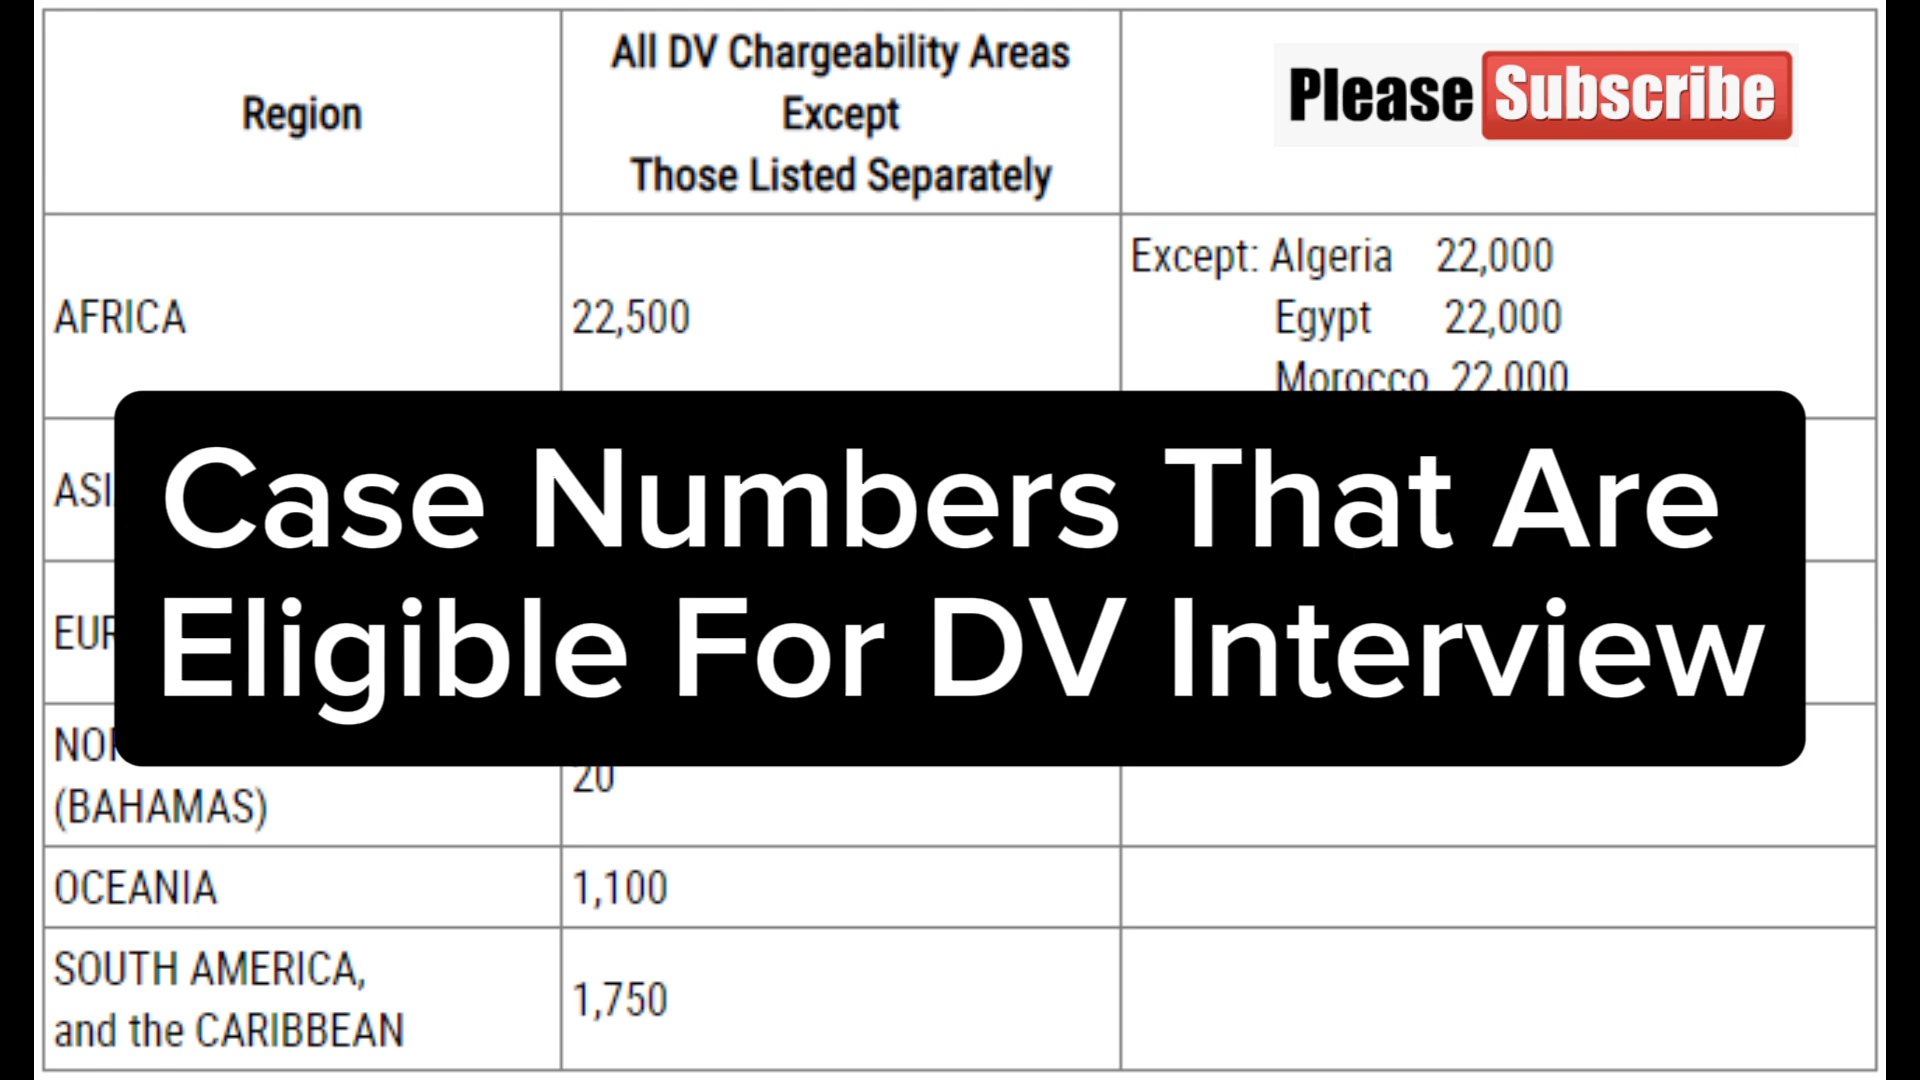 All DV Chargeability Areas
Except
Those Listed Separately
Region
Please Subscribe
AFRICA
22,500
Except: Algeria 22,000
Egypt 22,000
Morocco 22,000
Case Numbers That Are
Eligible For DV Interview
20
(BAHAMAS)
OCEANIA
1,100
SOUTH AMERICA,
and the CARIBBEAN
1,750